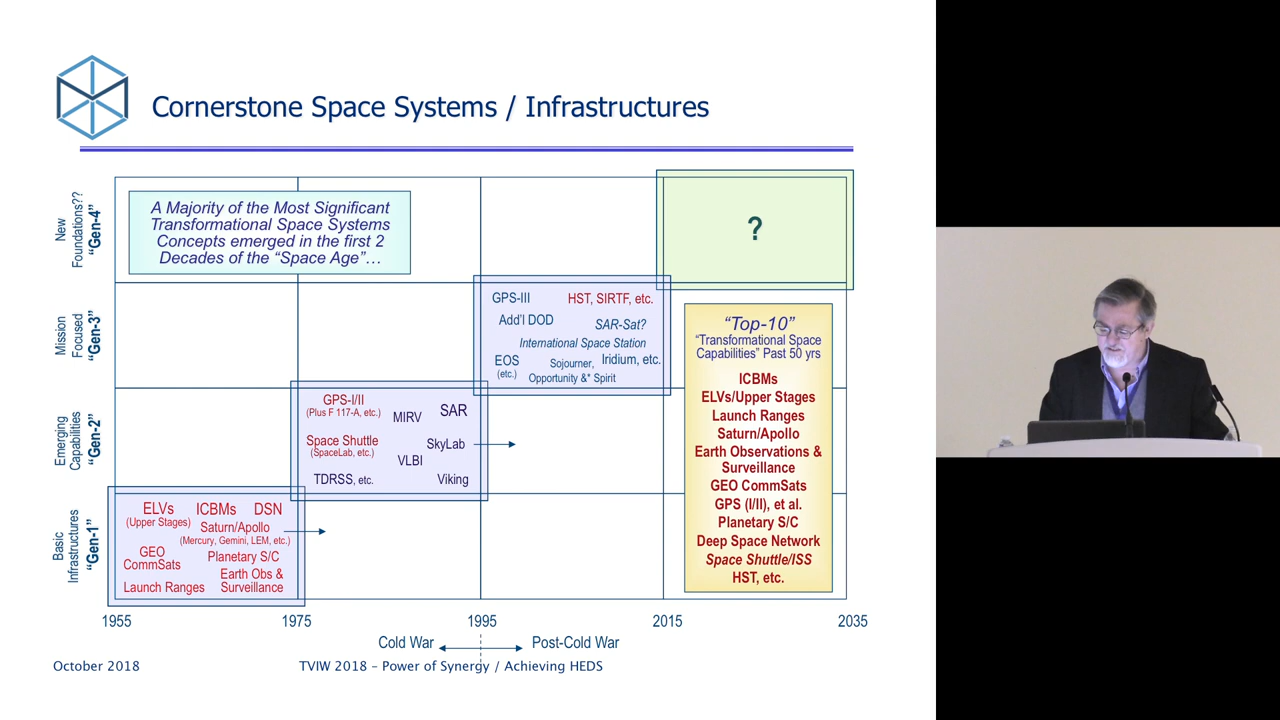 Cornerstone Space Systems / Infrastructures
New
Foundations??
"Gen-4"
A Majority of the Most Significant
Transformational Space Systems
Concepts emerged in the first 2
Decades of the "Space Age"…
?
Mission
Focused
"Gen-3"
GPS-III
HST, SIRTF, etc.
Add'l DOD
SAR-Sat?
International Space Station
EOS
(etc.)
Sojourner,
Iridium, etc.
Opportunity &* Spirit
"Top-10"
"Transformational Space
Capabilities" Past 50 yrs
ICBMs
ELVs/Upper Stages
Launch Ranges
Saturn/Apollo
Earth Observations &
Surveillance
GEO CommSats
GPS (I/II), et al.
Planetary S/C
Deep Space Network
Space Shuttle/ISS
HST, etc.
Emerging
Capabilities
"Gen-2"
GPS-I/II
(Plus F 117-A, etc.)
MIRV
SAR
Space Shuttle
(SpaceLab, etc.)
SkyLab
VLBI
TDRSS, etc.
Viking
Basic
Infrastructures
"Gen-1"
ELVs
(Upper Stages)
ICBMs
DSN
Saturn/Apollo
(Mercury, Gemini, LEM, etc.)
GEO
CommSats
Planetary S/C
Earth Obs &
Surveillance
Launch Ranges
1955
1975
1995
2015
2035
Cold War
Post-Cold War
October 2018
TVIW 2018 – Power of Synergy / Achieving HEDS